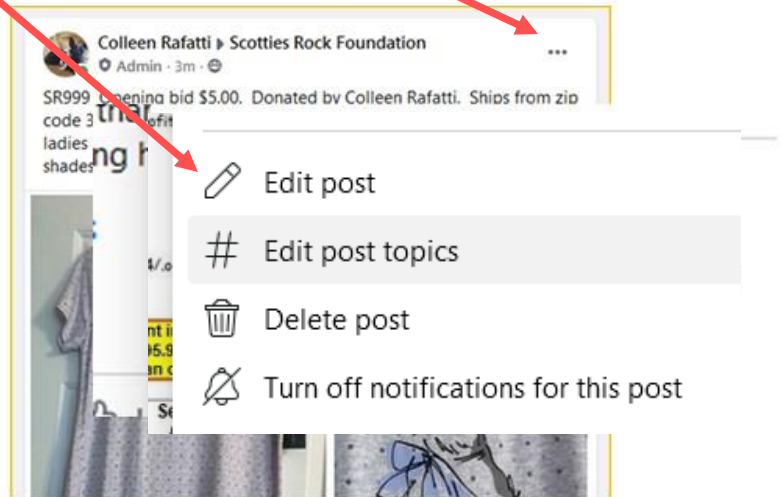 Colleen Rafatti ▸ Scotties Rock Foundation
Admin · 3m ·
SR999 Opening bid $5.00. Donated by Colleen Rafatti. Ships from zip
code 3
ladies
shades
ng h
Edit post
# Edit post topics
Delete post
Turn off notifications for this post